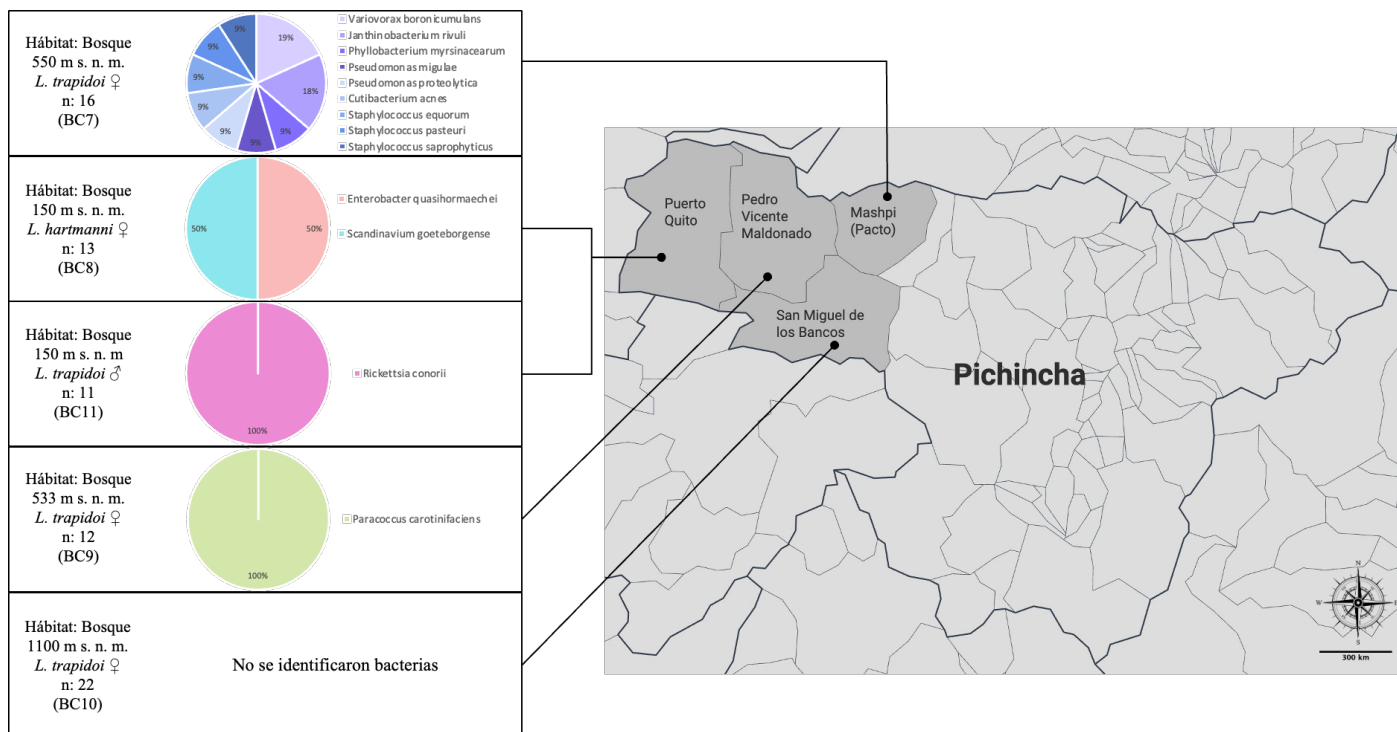 Hábitat: Bosque
550 m s. n. m.
L. trapidoi ♀
n: 16
(BC7)
9%
19%
9%
9%
18%
9%
9%
9%
9%
Variovorax boronicumulans
Janthinobacterium rivuli
Phyllobacterium myrsinacearum
Pseudomonas migulae
Pseudomonas proteolytica
Cutibacterium acnes
Staphylococcus equorum
Staphylococcus pasteuri
Staphylococcus saprophyticus
Hábitat: Bosque
150 m s. n. m.
L. hartmanni ♀
n: 13
(BC8)
50%
50%
Enterobacter quasihormaechei
Scandinavium goeteborgense
Hábitat: Bosque
150 m s. n. m
L. trapidoi ♂
n: 11
(BC11)
100%
Rickettsia conorii
Hábitat: Bosque
533 m s. n. m.
L. trapidoi ♀
n: 12
(BC9)
100%
Paracoccus carotinifaciens
Hábitat: Bosque
1100 m s. n. m.
L. trapidoi ♀
n: 22
(BC10)
No se identificaron bacterias
Puerto
Quito
Pedro
Vicente
Maldonado
Mashpi
(Pacto)
San Miguel de
los Bancos
Pichincha
N
W
E
S
300 km